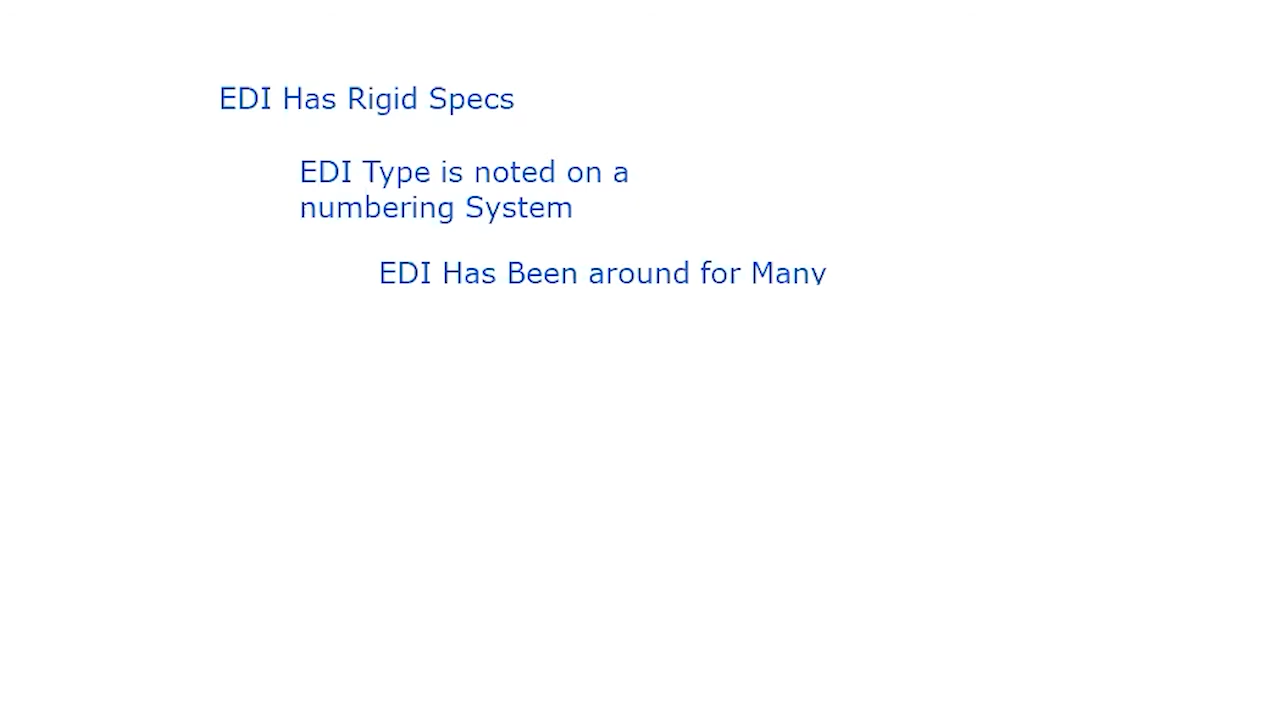 EDI Has Rigid Specs
EDI Type is noted on a
numbering System
EDI Has Been around for Many